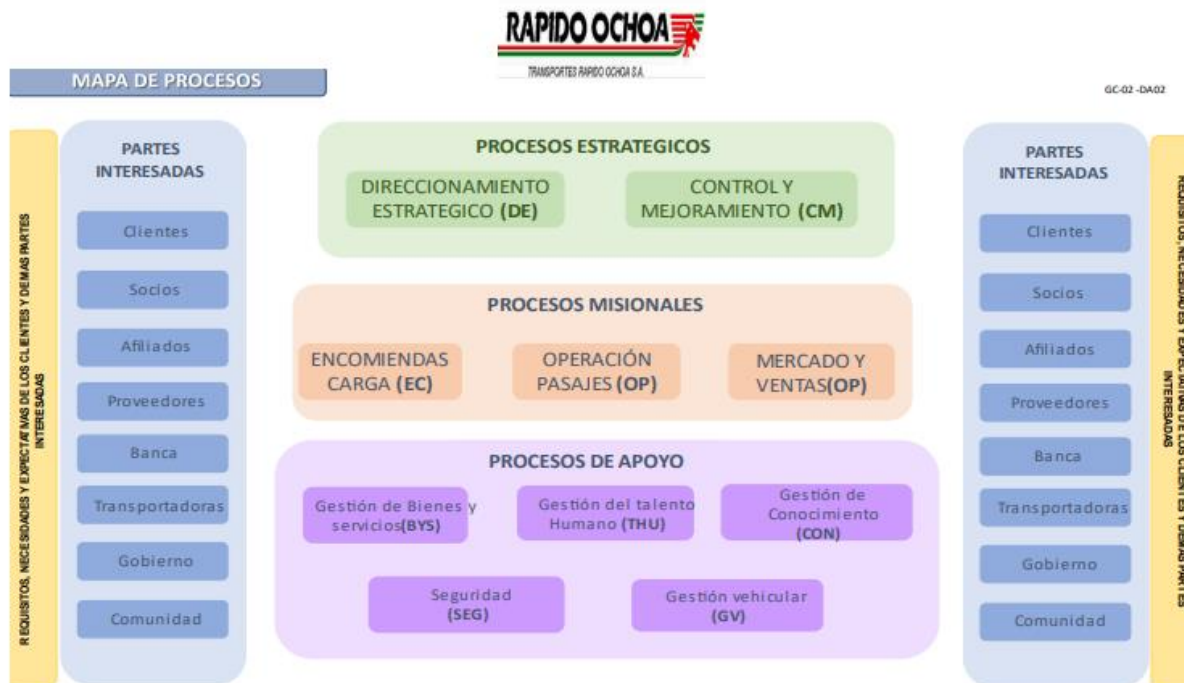 RAPIDO OCHOA
TRANSPORTES RAPIDO OCHOA S.A.
MAPA DE PROCESOS
GC-02 -DA02
REQUISITOS, NECESIDADES Y EXPECTATIVAS DE LOS CLIENTES Y DEMAS PARTES
INTERESADAS
PARTES
INTERESADAS
Clientes
Socios
Afiliados
Proveedores
Banca
Transportadoras
Gobierno
Comunidad
PROCESOS ESTRATEGICOS
DIRECCIONAMIENTO
ESTRATEGICO (DE)
CONTROL Y
MEJORAMIENTO (CM)
PROCESOS MISIONALES
ENCOMIENDAS
CARGA (EC)
OPERACIÓN
PASAJES (OP)
MERCADO Y
VENTAS(OP)
PROCESOS DE APOYO
Gestión de Bienes y
servicios(BYS)
Gestión del talento
Humano (THU)
Gestión de
Conocimiento
(CON)
Seguridad
(SEG)
Gestión vehicular
(GV)
PARTES
INTERESADAS
Clientes
Socios
Afiliados
Proveedores
Banca
Transportadoras
Gobierno
Comunidad
REQUISITOS, NECESIDADES Y EXPECTATIVAS DE LOS CLIENTES Y DEMAS PARTES
INTERESADAS